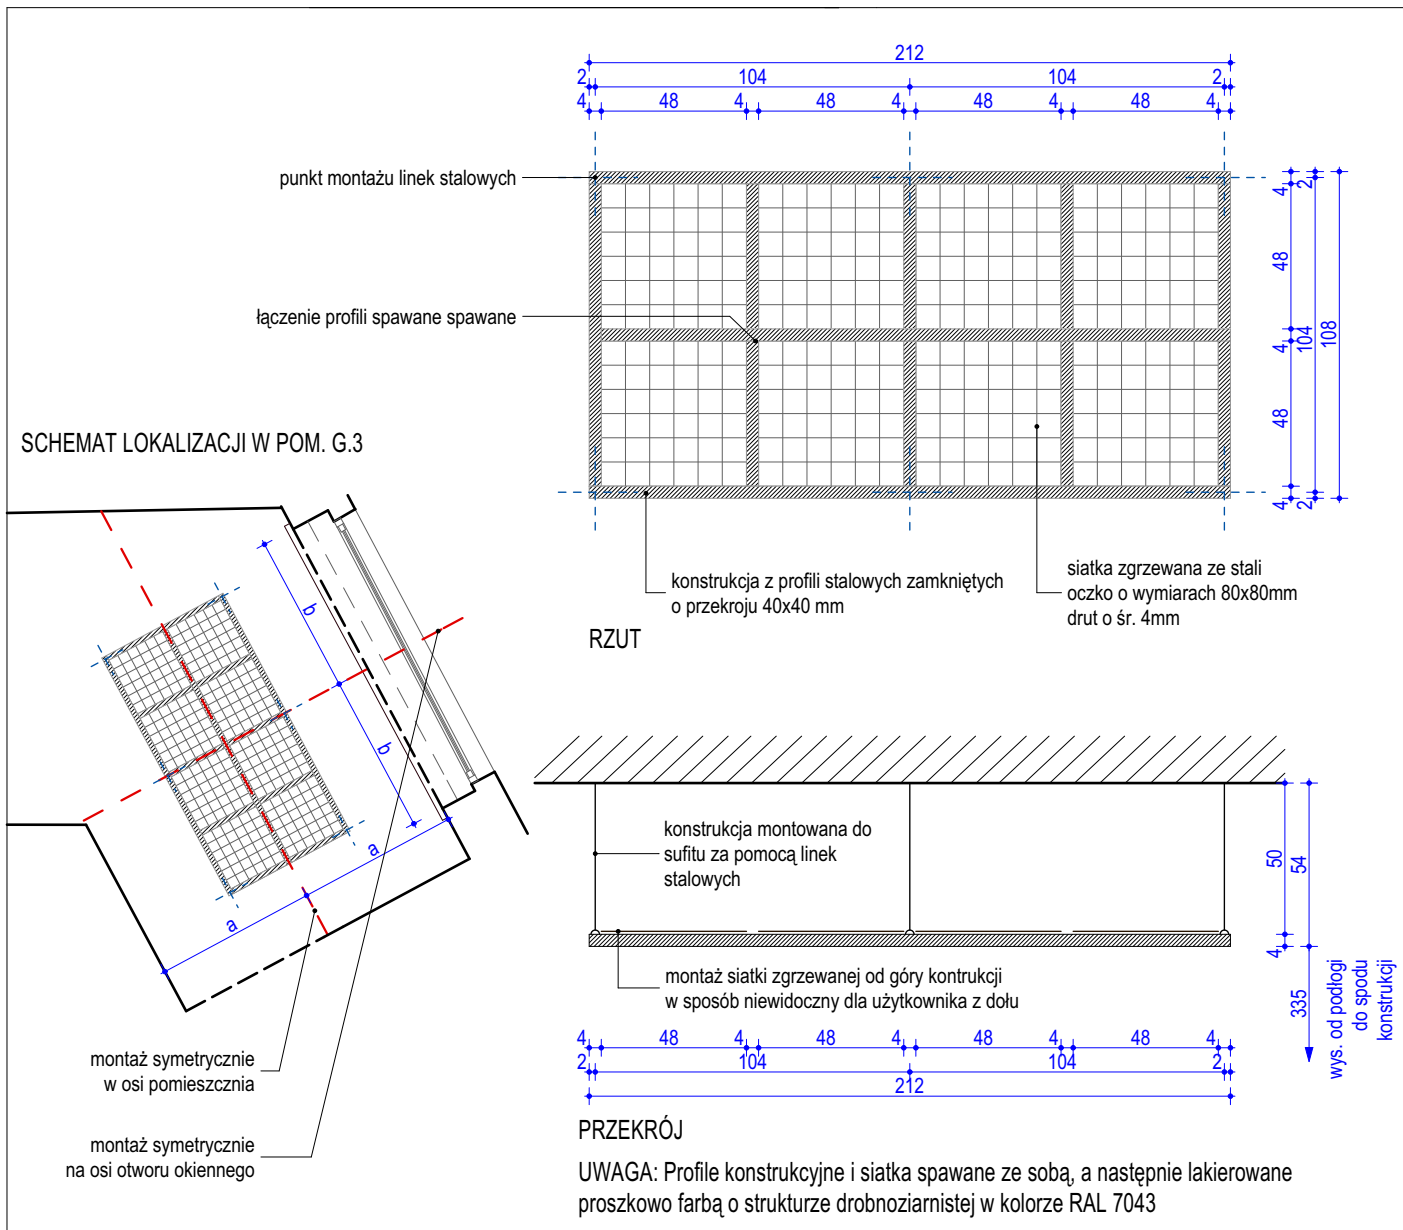 212
2 104 104 2
4 48 4 48 4 48 4 48 4
punkt montażu linek stalowych
łączenie profili spawane spawane
4 48 4 48 4
2 104 2
108
konstrukcja z profili stalowych zamkniętych
o przekroju 40x40 mm
siatka zgrzewana ze stali
oczko o wymiarach 80x80mm
drut o śr. 4mm
RZUT
SCHEMAT LOKALIZACJI W POM. G.3
b
b
a
a
montaż symetrycznie
w osi pomieszcznia
montaż symetrycznie
na osi otworu okiennego
konstrukcja montowana do
sufitu za pomocą linek
stalowych
50
54
4
335
wys. od podłogi
do spodu
konstrukcji
montaż siatki zgrzewanej od góry kontrukcji
w sposób niewidoczny dla użytkownika z dołu
4 48 4 48 4 48 4 48 4
2 104 104 2
212
PRZEKRÓJ
UWAGA: Profile konstrukcyjne i siatka spawane ze sobą, a następnie lakierowane
proszkowo farbą o strukturze drobnoziarnistej w kolorze RAL 7043